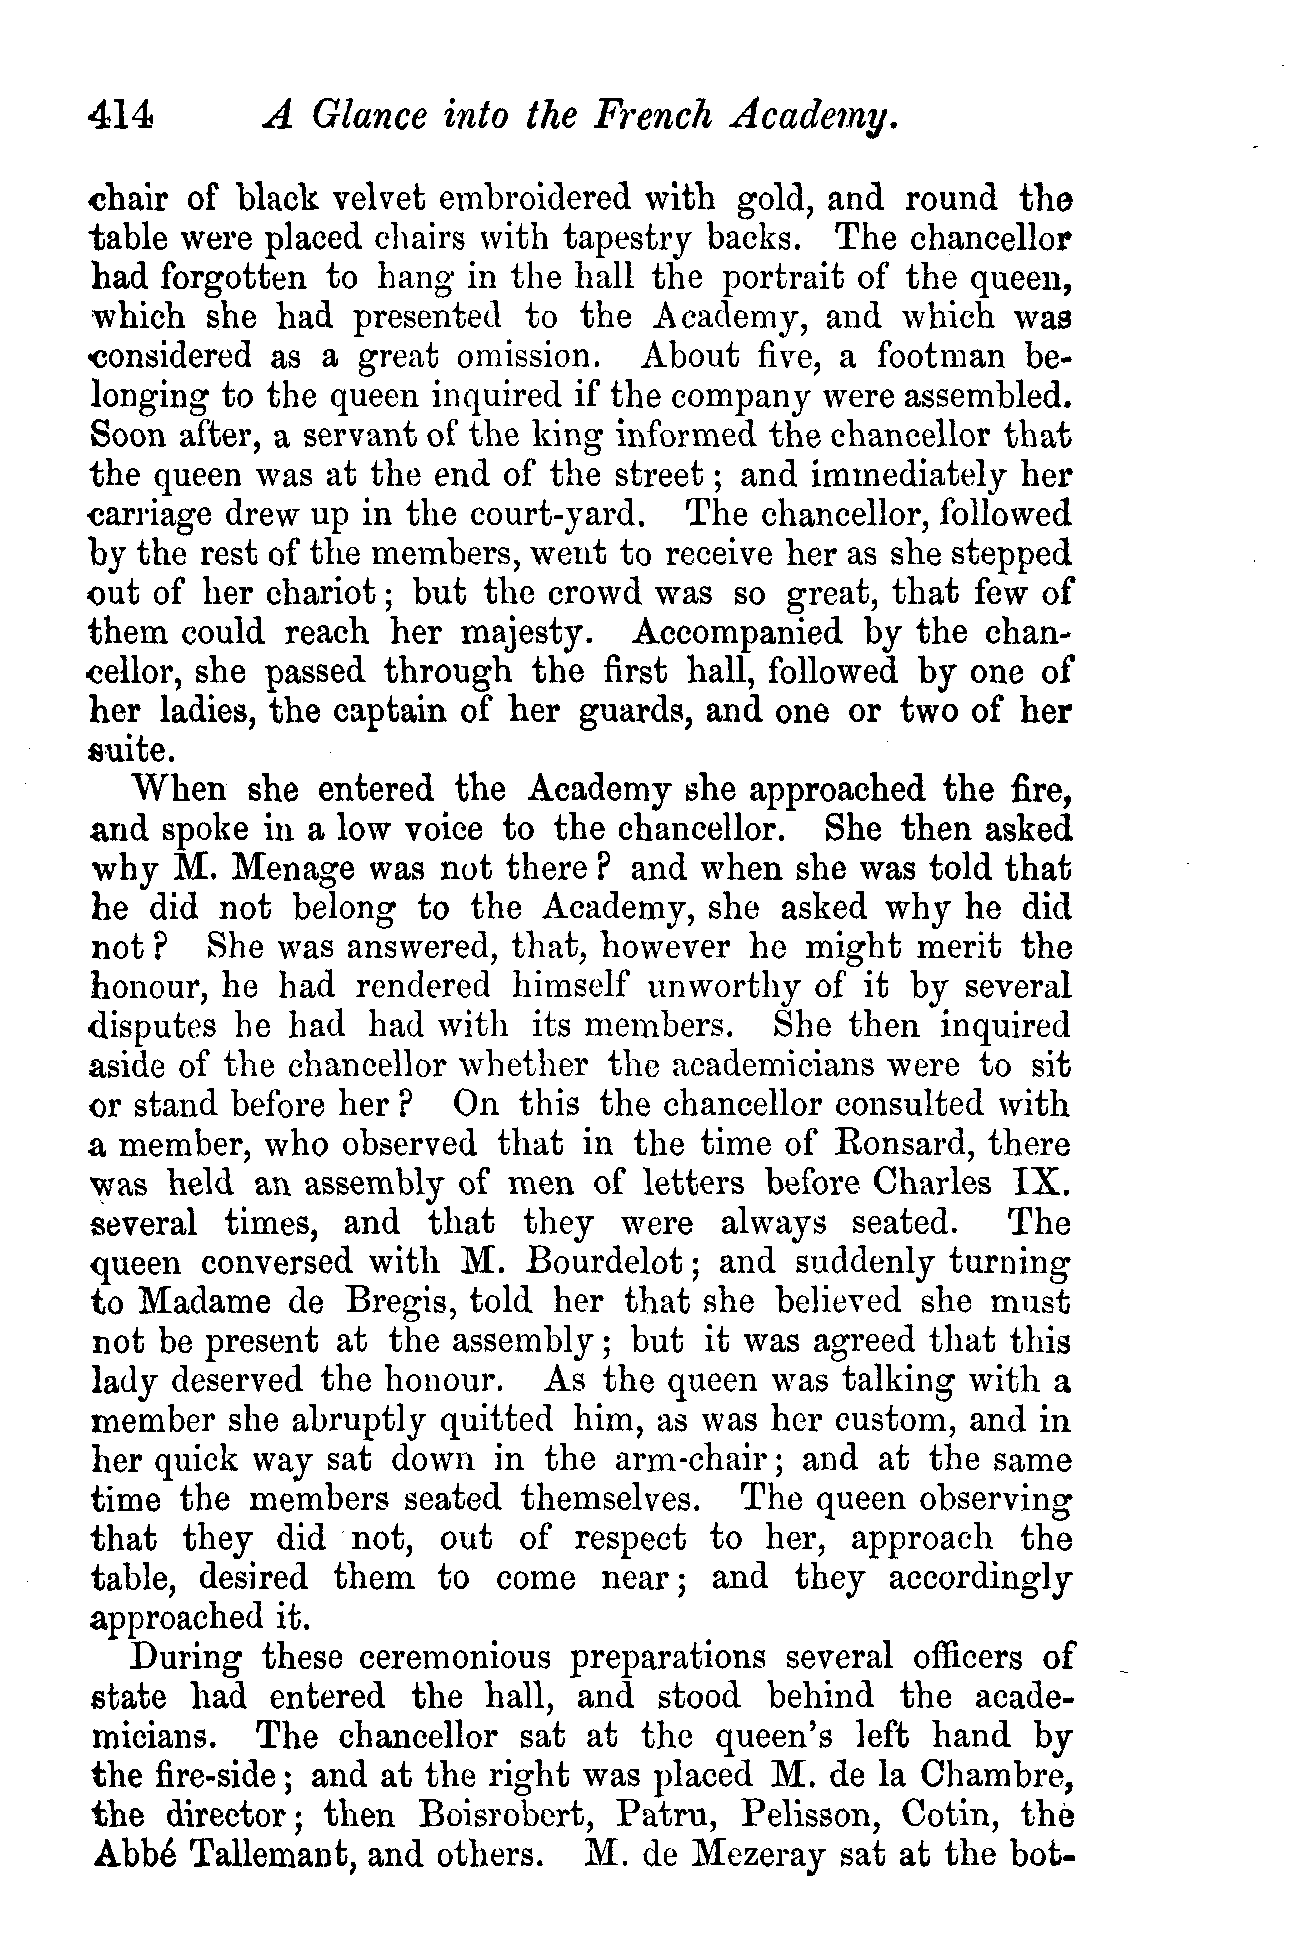 414 A Glance into the French Academy.
chair of black velvet embroidered with gold, and round the
table were placed chairs with tapestry backs. The chancellor
had forgotten to hang in the hall the portrait of the queen,
which she had presented to the Academy, and which was
considered as a great omission. About five, a footman be-
longing to the queen inquired if the company were assembled.
Soon after, a servant of the king informed the chancellor that
the queen was at the end of the street; and immediately her
carriage drew up in the court-yard. The chancellor, followed
by the rest of the members, went to receive her as she stepped
out of her chariot; but the crowd was so great, that few of
them could reach her majesty. Accompanied by the chan-
cellor, she passed through the first hall, followed by one of
her ladies, the captain of her guards, and one or two of her
suite.
When she entered the Academy she approached the fire,
and spoke in a low voice to the chancellor. She then asked
why M. Menage was not there? and when she was told that
he did not belong to the Academy, she asked why he did
not? She was answered, that, however he might merit the
honour, he had rendered himself unworthy of it by several
disputes he had had with its members. She then inquired
aside of the chancellor whether the academicians were to sit
or stand before her? On this the chancellor consulted with
a member, who observed that in the time of Ronsard, there
was held an assembly of men of letters before Charles IX.
several times, and that they were always seated. The
queen conversed with M. Bourdelot; and suddenly turning
to Madame de Bregis, told her that she believed she must
not be present at the assembly; but it was agreed that this
lady deserved the honour. As the queen was talking with a
member she abruptly quitted him, as was her custom, and in
her quick way sat down in the arm-chair; and at the same
time the members seated themselves. The queen observing
that they did not, out of respect to her, approach the
table, desired them to come near; and they accordingly
approached it.
During these ceremonious preparations several officers of
state had entered the hall, and stood behind the acade-
micians. The chancellor sat at the queen's left hand by
the fire-side; and at the right was placed M. de la Chambre,
the director; then Boisrobert, Patru, Pelisson, Cotin, the
Abbé Tallemant, and others. M. de Mezeray sat at the bot-